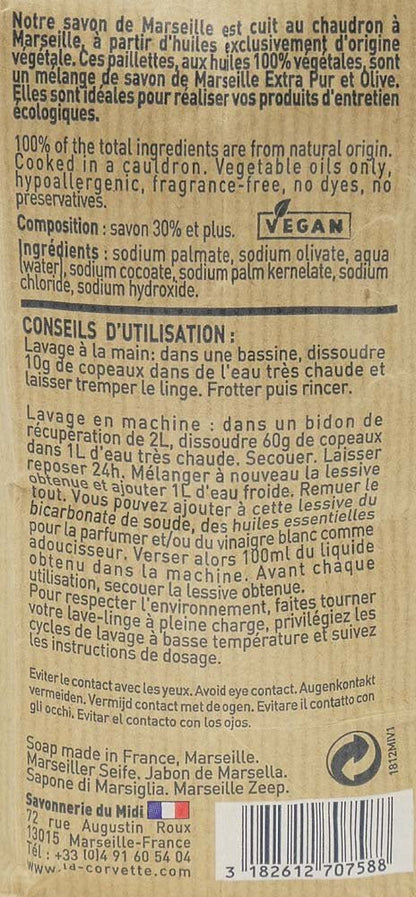 Notre savon de Marseille est cuit au chaudron à
Marseille, à partir d'huiles exclusivement d'origine
végétale. Ces paillettes, aux huiles 100% végétales, sont
un mélange de savon de Marseille Extra Pur et Olive.
Elles sont idéales pour réaliser vos produits d'entretien
écologiques.
100% of the total ingredients are from natural origin.
Cooked in a cauldron. Vegetable oils only,
hypoallergenic, fragrance-free, no dyes, no
préservatives.
Composition : savon 30% et plus.
VEGAN
Ingrédients : sodium palmate, sodium olivate, aqua
(water), sodium cocoate, sodium palm kernelate, sodium
chloride, sodium hydroxide.
CONSEILS D'UTILISATION :
Lavage à la main: dans une bassine, dissoudre
10g de copeaux dans de l'eau très chaude et
laisser tremper le linge. Frotter puis rincer.
Lavage en machine : dans un bidon de
récupération de 2L, dissoudre 60g de copeaux
dans 1L d'eau très chaude. Secouer. Laisser
reposer 24h. Mélanger à nouveau la lessive
obtenue et ajouter 1L d'eau froide. Remuer le
tout. Vous pouvez ajouter à cette lessive du
bicarbonate de soude, des huiles essentielles
pour la parfumer et/ou du vinaigre blanc comme
adoucisseur. Verser alors 100ml du liquide
obtenu dans la machine. Avant chaque
utilisation, secouer la lessive obtenue.
Pour respecter l'environnement, faites tourner
votre lave-linge à pleine charge, privilégiez les
cycles de lavage à basse température et suivez
les instructions de dosage.
Eviter le contact avec les yeux. Avoid eye contact. Augenkontakt
vermeiden. Vermijd contact met de ogen. Evitare il contatto con
gli occhi. Evitar el contacto con los ojos.
Soap made in France, Marseille.
Marseiller Seife. Jabon de Marsella.
Sapone di Marsiglia. Marseille Zeep.
1812MIV1
Savonnerie du Midi
72 rue Augustin Roux
13015 Marseille-France
Tél : +33 (0)4 91 60 54 04
www.la-corvette.com
3 182612 707588